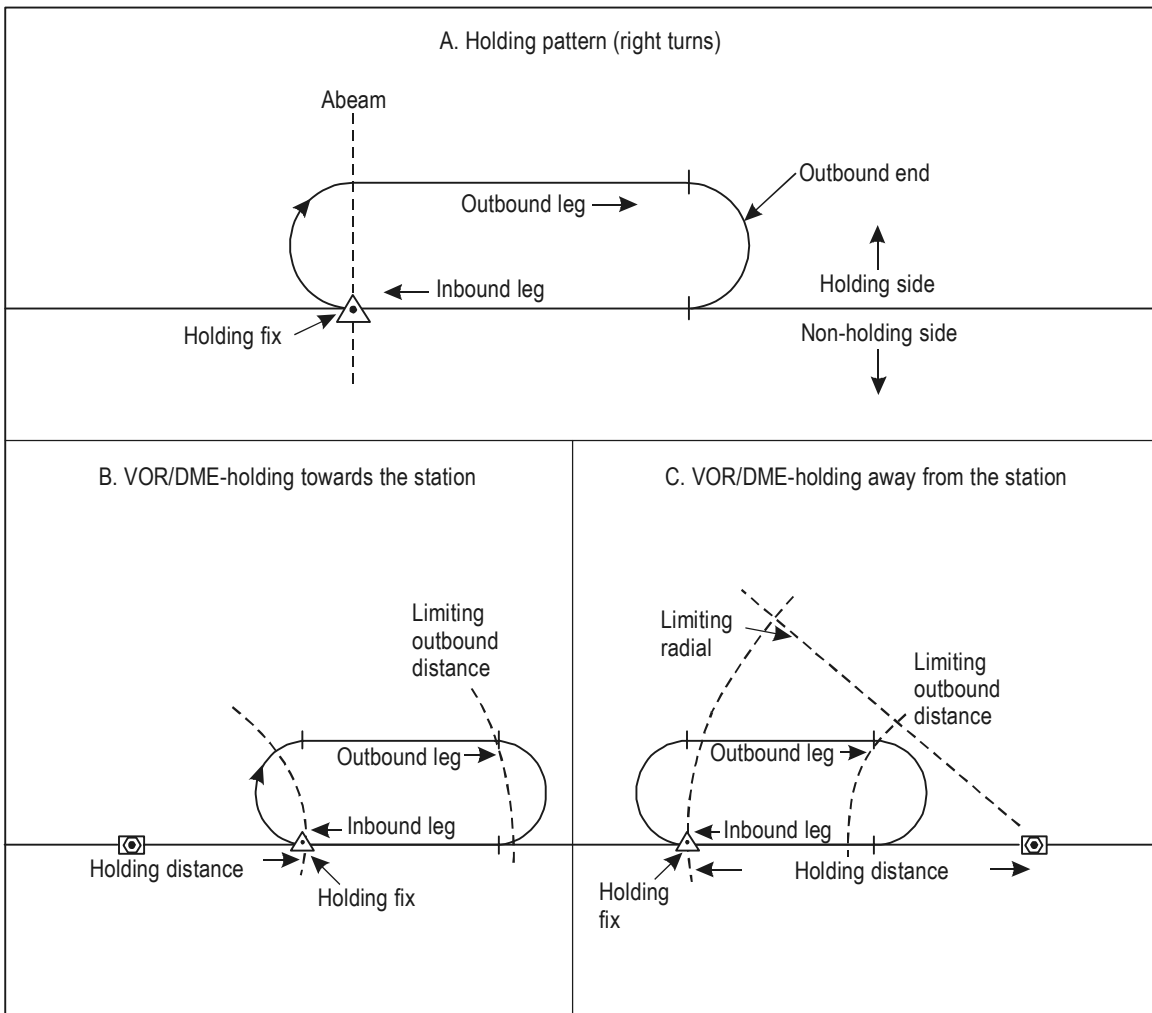 A. Holding pattern (right turns)
Abeam
Outbound end
Outbound leg
Holding side
Inbound leg
Holding fix
Non-holding side
B. VOR/DME-holding towards the station
Limiting
outbound
distance
Outbound leg
Inbound leg
Holding distance
Holding fix
C. VOR/DME-holding away from the station
Limiting
radial
Limiting
outbound
distance
Outbound leg
Inbound leg
Holding distance
Holding
fix